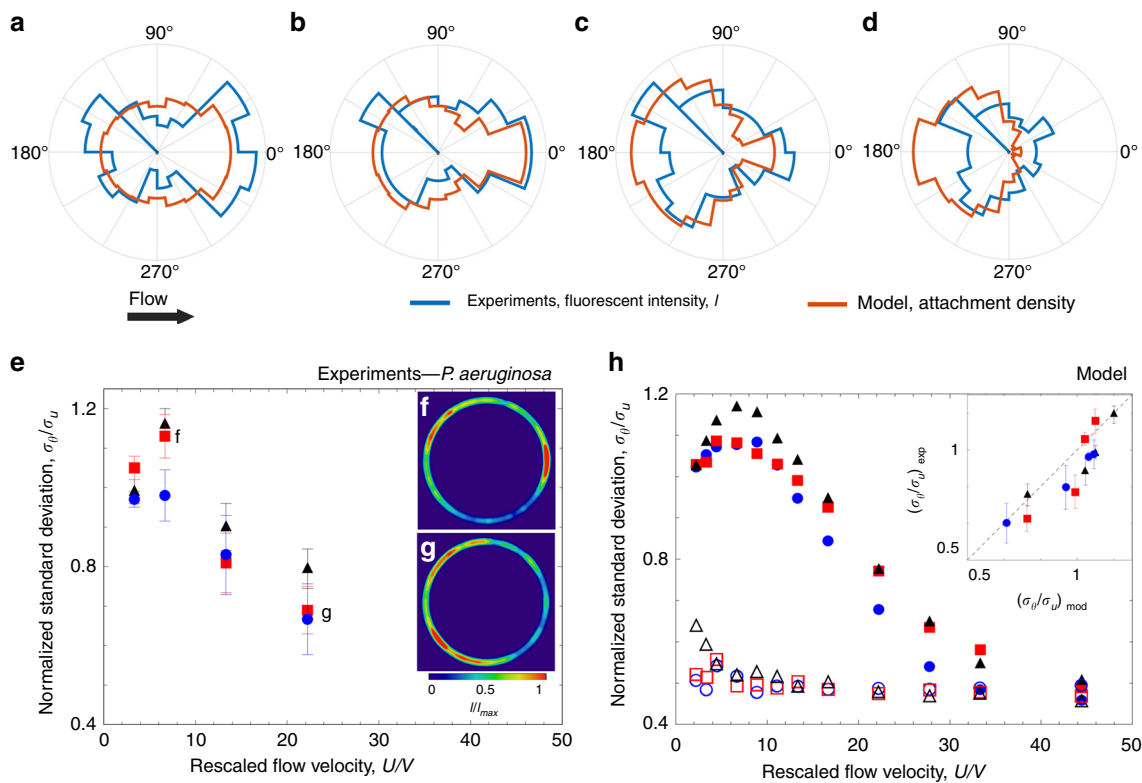 a
b
c
d
90°
90°
90°
90°
180°
0°
180°
0°
180°
0°
180°
0°
270°
270°
270°
270°
Flow
Experiments, fluorescent intensity, I
Model, attachment density
e
Experiments—P. aeruginosa
Normalized standard deviation, σθ/σu
1.2
0.8
0.4
f
g
f
g
0 1
I/Imax
0 10 20 30 40 50
Rescaled flow velocity, U/V
h
Model
Normalized standard deviation, σθ/σu
1.2
0.8
0.4
(σθ/σu) exp
1
0.5
0.5 1
(σθ/σu) mod
0 10 20 30 40 50
Rescaled flow velocity, U/V